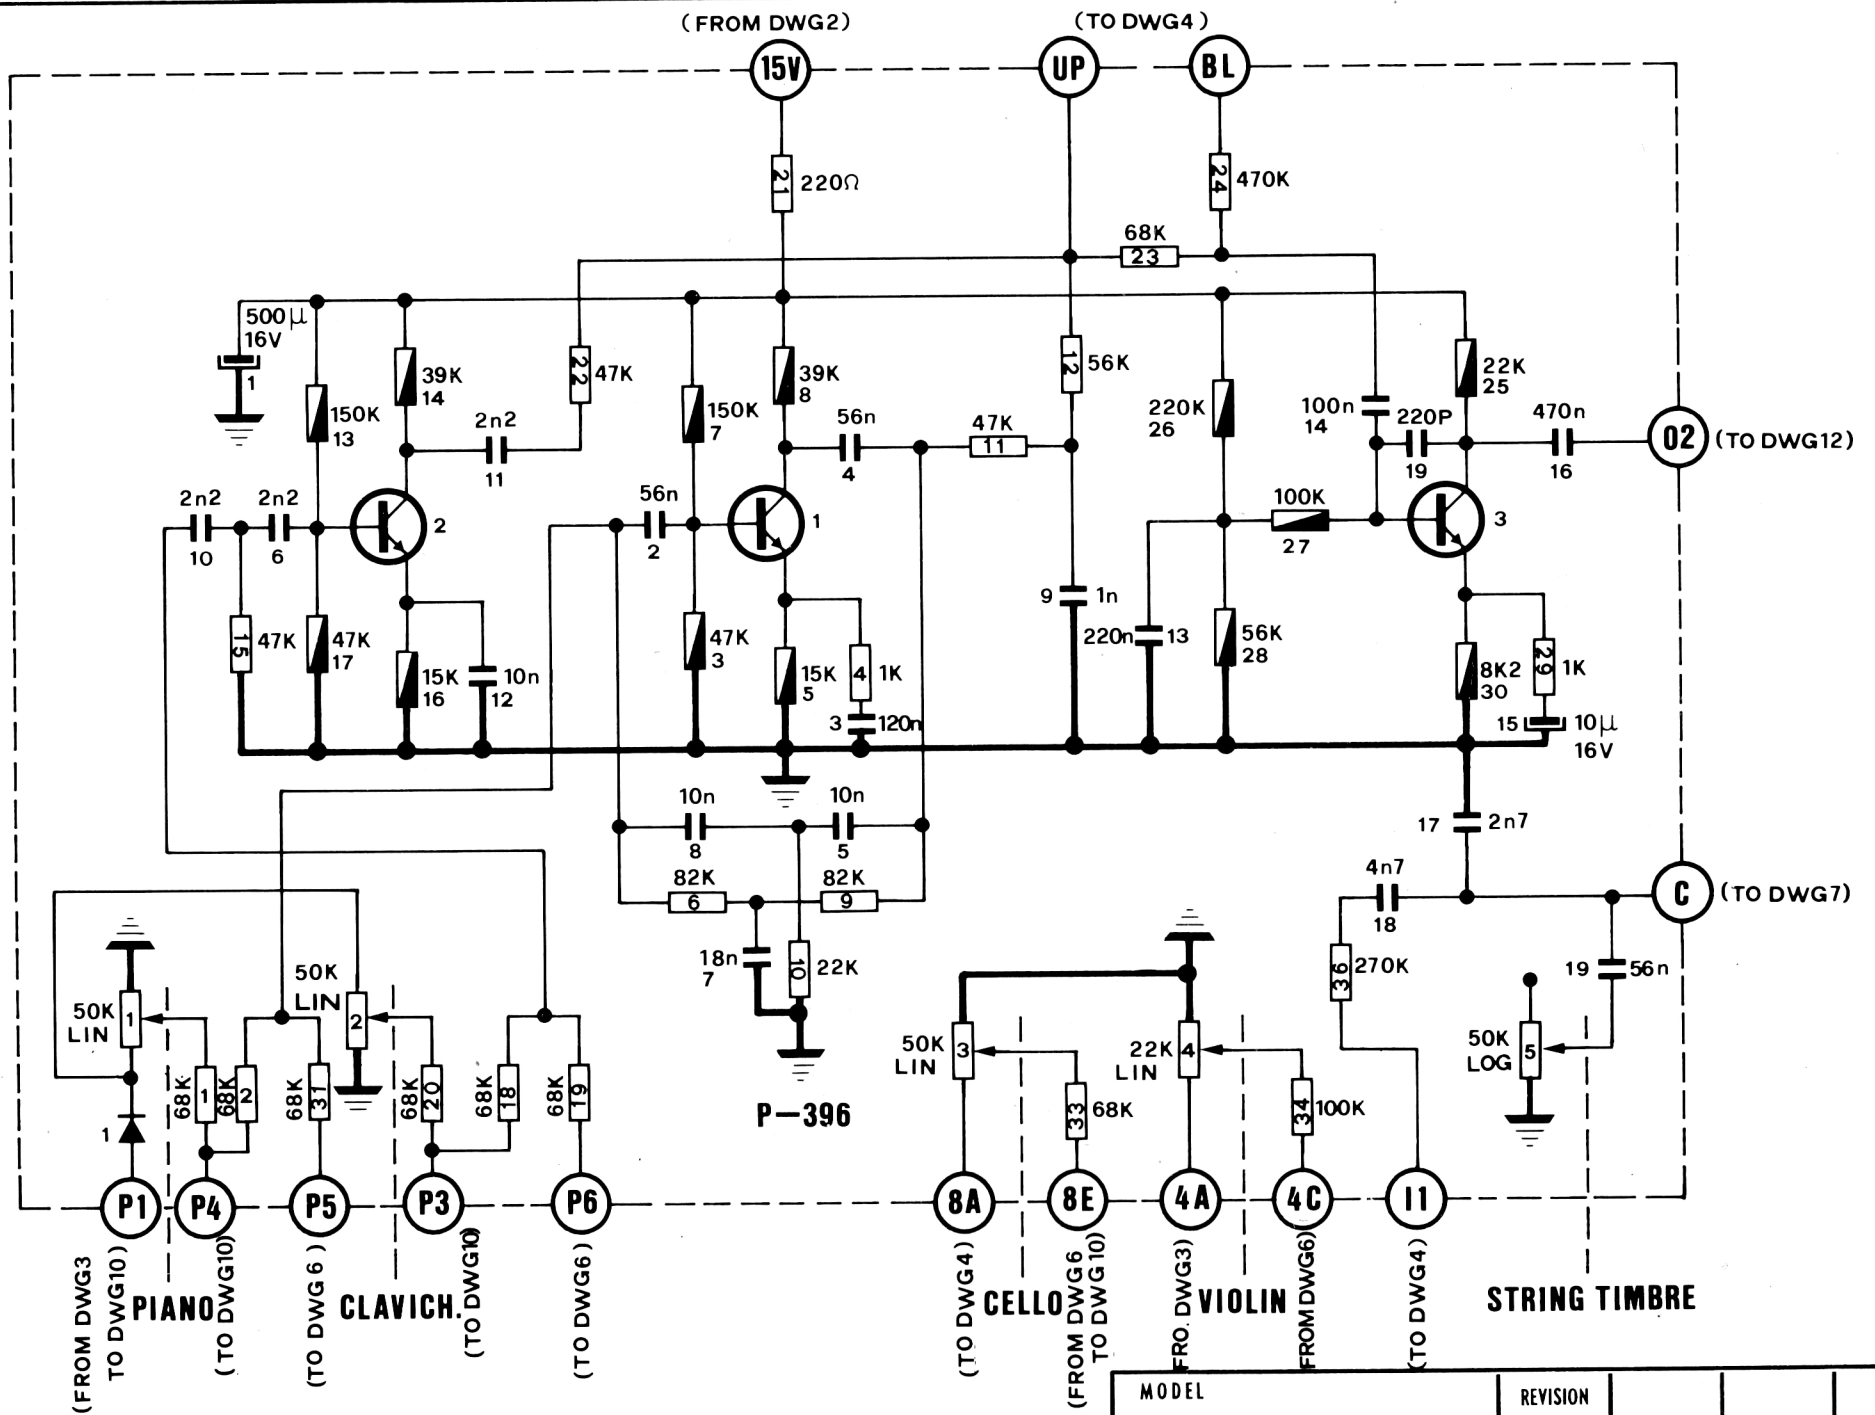 (FROM DWG2)
(TO DWG4)
15V
UP
BL
21
220Ω
24
470K
68K
23
500µ
16V
1
150K
13
39K
14
2n2
11
22
47K
150K
7
39K
8
56n
4
47K
11
12
56K
220K
26
100n
14
220P
19
22K
25
470n
16
02
(TO DWG12)
2n2
10
2n2
6
2
56n
2
1
100K
27
3
15
47K
47K
17
15K
16
10n
12
47K
3
15K
5
4
1K
3
120n
9
1n
220n
13
56K
28
8K2
30
29
1K
15
10µ
16V
10n
8
10n
5
82K
6
82K
9
18n
7
10
22K
17
2n7
4n7
18
36
270K
C
(TO DWG7)
19
56n
50K
LIN
1
50K
LIN
2
68K
1
68K
2
68K
31
68K
20
68K
18
68K
19
1
P-396
50K
LIN
3
33
68K
22K
LIN
4
34
100K
50K
LOG
5
P1
P4
P5
P3
P6
8A
8E
4A
4C
I1
(FROM DWG3
TO DWG10)
PIANO
(TO DWG10)
(TO DWG 6)
CLAVICH.
(TO DWG10)
(TO DWG6)
(TO DWG4)
CELLO
(FROM DWG6
TO DWG10)
FRO. DWG3)
VIOLIN
FROM DWG6)
(TO DWG4)
STRING TIMBRE
MODEL
REVISION